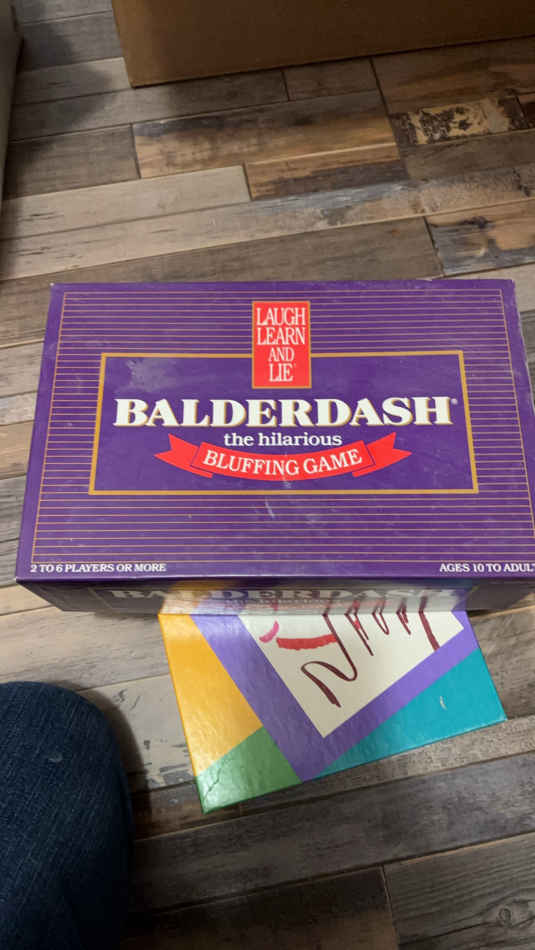 LAUGH
LEARN
AND
LIE
BALDERDASH®
the hilarious
BLUFFING GAME
2 TO 6 PLAYERS OR MORE
AGES 10 TO ADUL
BALDERDASH